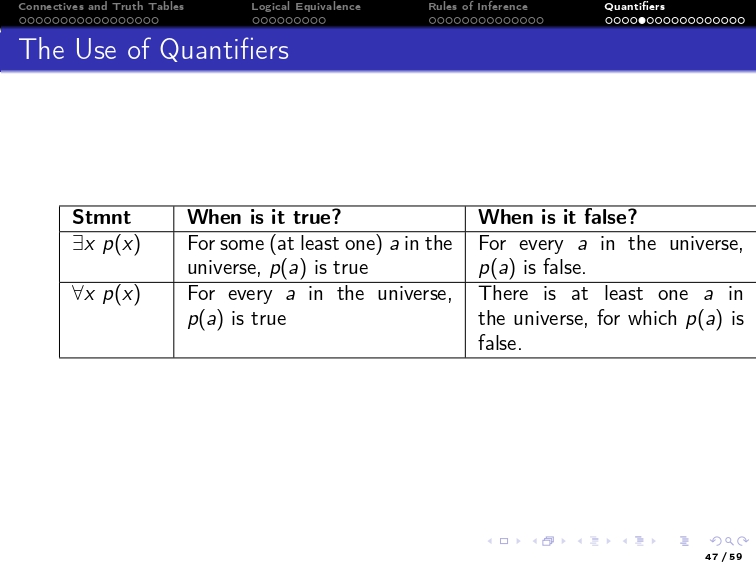 Connectives and Truth Tables Logical Equivalence Rules of Inference Quantifiers
The Use of Quantifiers
Stmnt When is it true? When is it false?
∃x p(x) For some (at least one) a in the For every a in the universe,
universe, p(a) is true p(a) is false.
∀x p(x) For every a in the universe, There is at least one a in
p(a) is true the universe, for which p(a) is
false.
47 / 59